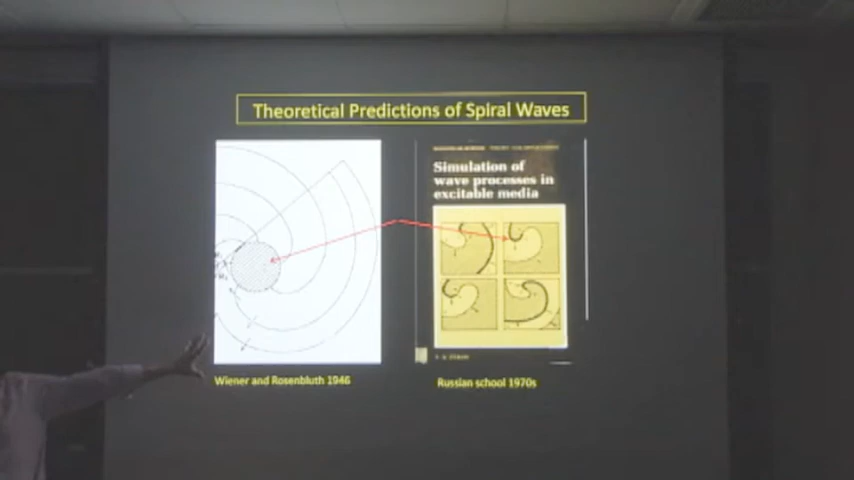 Theoretical Predictions of Spiral Waves
Simulation of
wave processes in
excitable media
Wiener and Rosenbluth 1946
Russian school 1970s